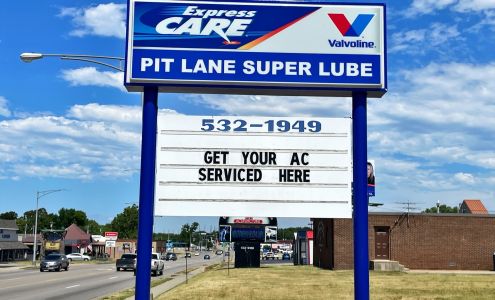 Express
CARE
Valvoline
PIT LANE SUPER LUBE
532-1949
GET YOUR AC
SERVICED HERE